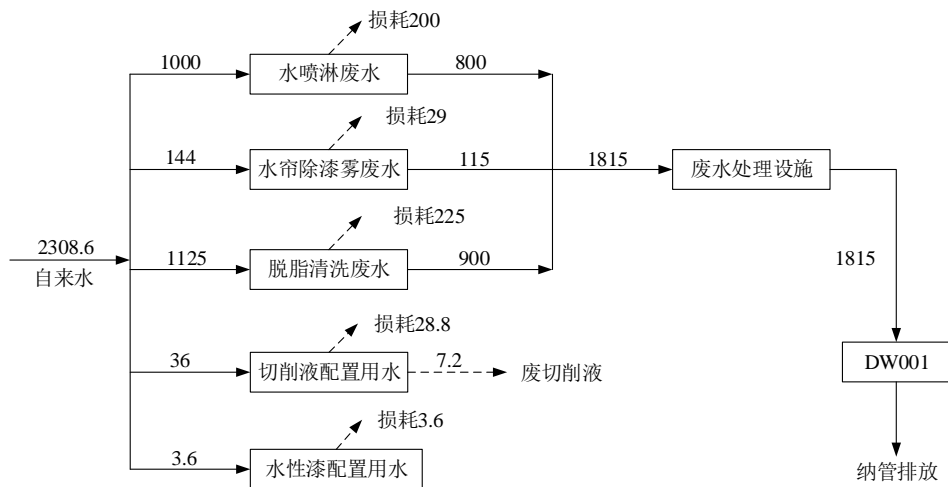 损耗200
1000
水喷淋废水
800
损耗29
144
水帘除漆雾废水
115
1815
废水处理设施
损耗225
2308.6
自来水
1125
脱脂清洗废水
900
1815
损耗28.8
36
切削液配置用水
7.2
废切削液
DW001
损耗3.6
3.6
水性漆配置用水
纳管排放